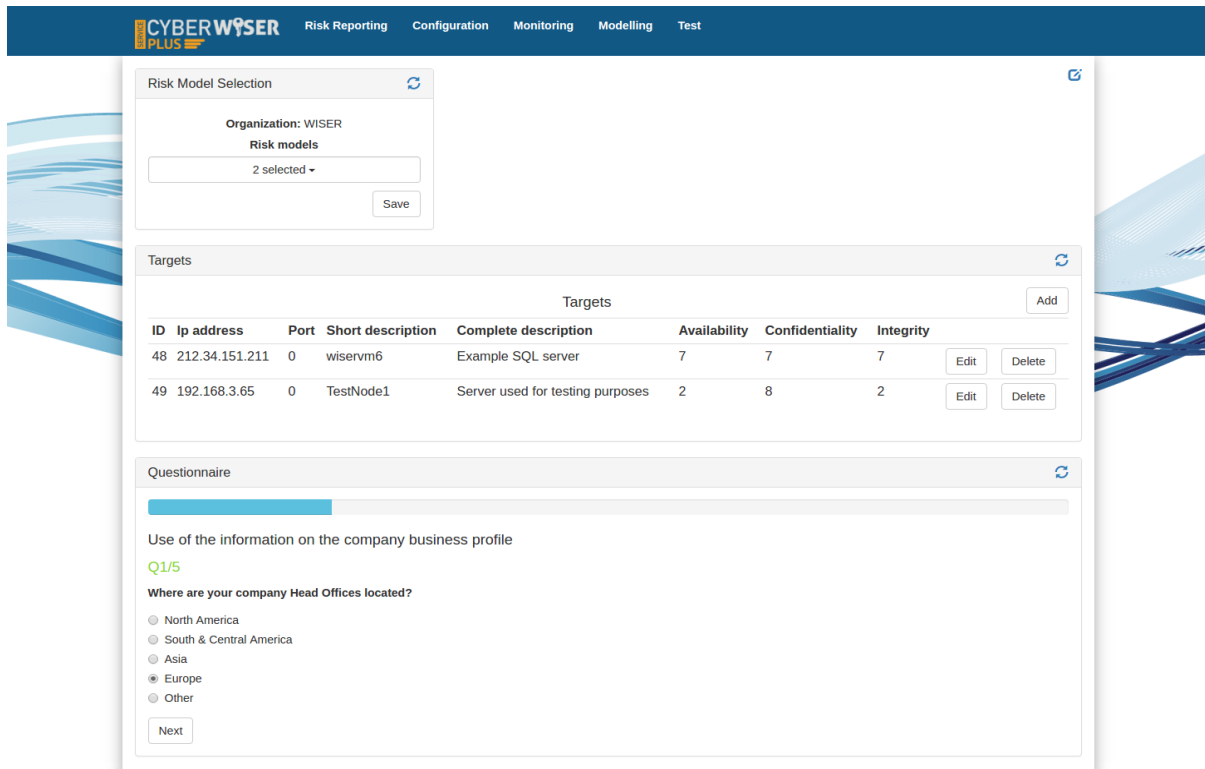 SERVICE CYBERWISER PLUS Risk Reporting Configuration Monitoring Modelling Test
Risk Model Selection
Organization: WISER
Risk models
2 selected
Save
Targets
Targets
Add
ID Ip address Port Short description Complete description Availability Confidentiality Integrity
48 212.34.151.211 0 wiservm6 Example SQL server 7 7 7 Edit Delete
49 192.168.3.65 0 TestNode1 Server used for testing purposes 2 8 2 Edit Delete
Questionnaire
Use of the information on the company business profile
Q1/5
Where are your company Head Offices located?
North America
South & Central America
Asia
Europe
Other
Next